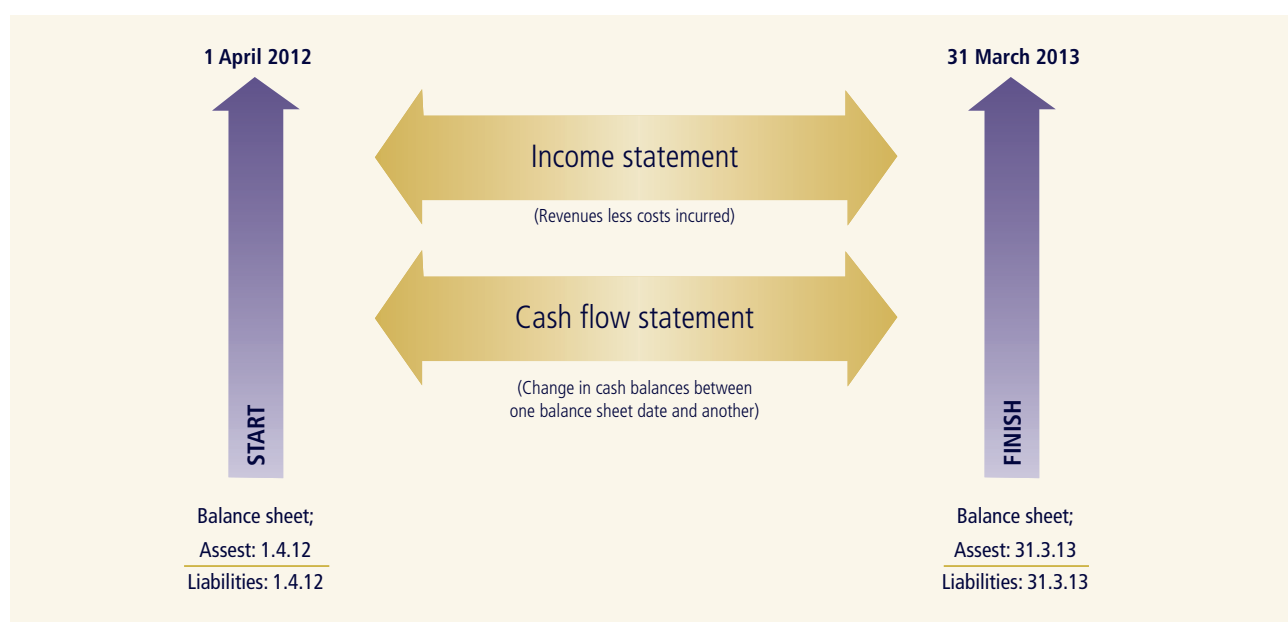 1 April 2012
31 March 2013
Income statement
(Revenues less costs incurred)
Cash flow statement
(Change in cash balances between
one balance sheet date and another)
START
FINISH
Balance sheet;
Assest: 1.4.12
Liabilities: 1.4.12
Balance sheet;
Assest: 31.3.13
Liabilities: 31.3.13